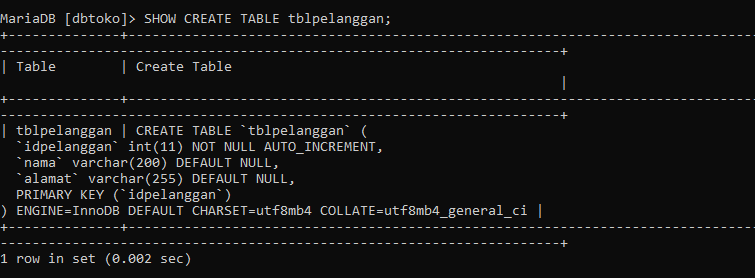 MariaDB [dbtoko]> SHOW CREATE TABLE tblpelanggan;
+-------------+--------------------------------------------------------------------------------
----------------------------------------------------------------------+
| Table       | Create Table
                                                                      |
+-------------+--------------------------------------------------------------------------------
----------------------------------------------------------------------+
| tblpelanggan | CREATE TABLE `tblpelanggan` (
  `idpelanggan` int(11) NOT NULL AUTO_INCREMENT,
  `nama` varchar(200) DEFAULT NULL,
  `alamat` varchar(255) DEFAULT NULL,
  PRIMARY KEY (`idpelanggan`)
) ENGINE=InnoDB DEFAULT CHARSET=utf8mb4 COLLATE=utf8mb4_general_ci |
+-------------+--------------------------------------------------------------------------------
----------------------------------------------------------------------+
1 row in set (0.002 sec)